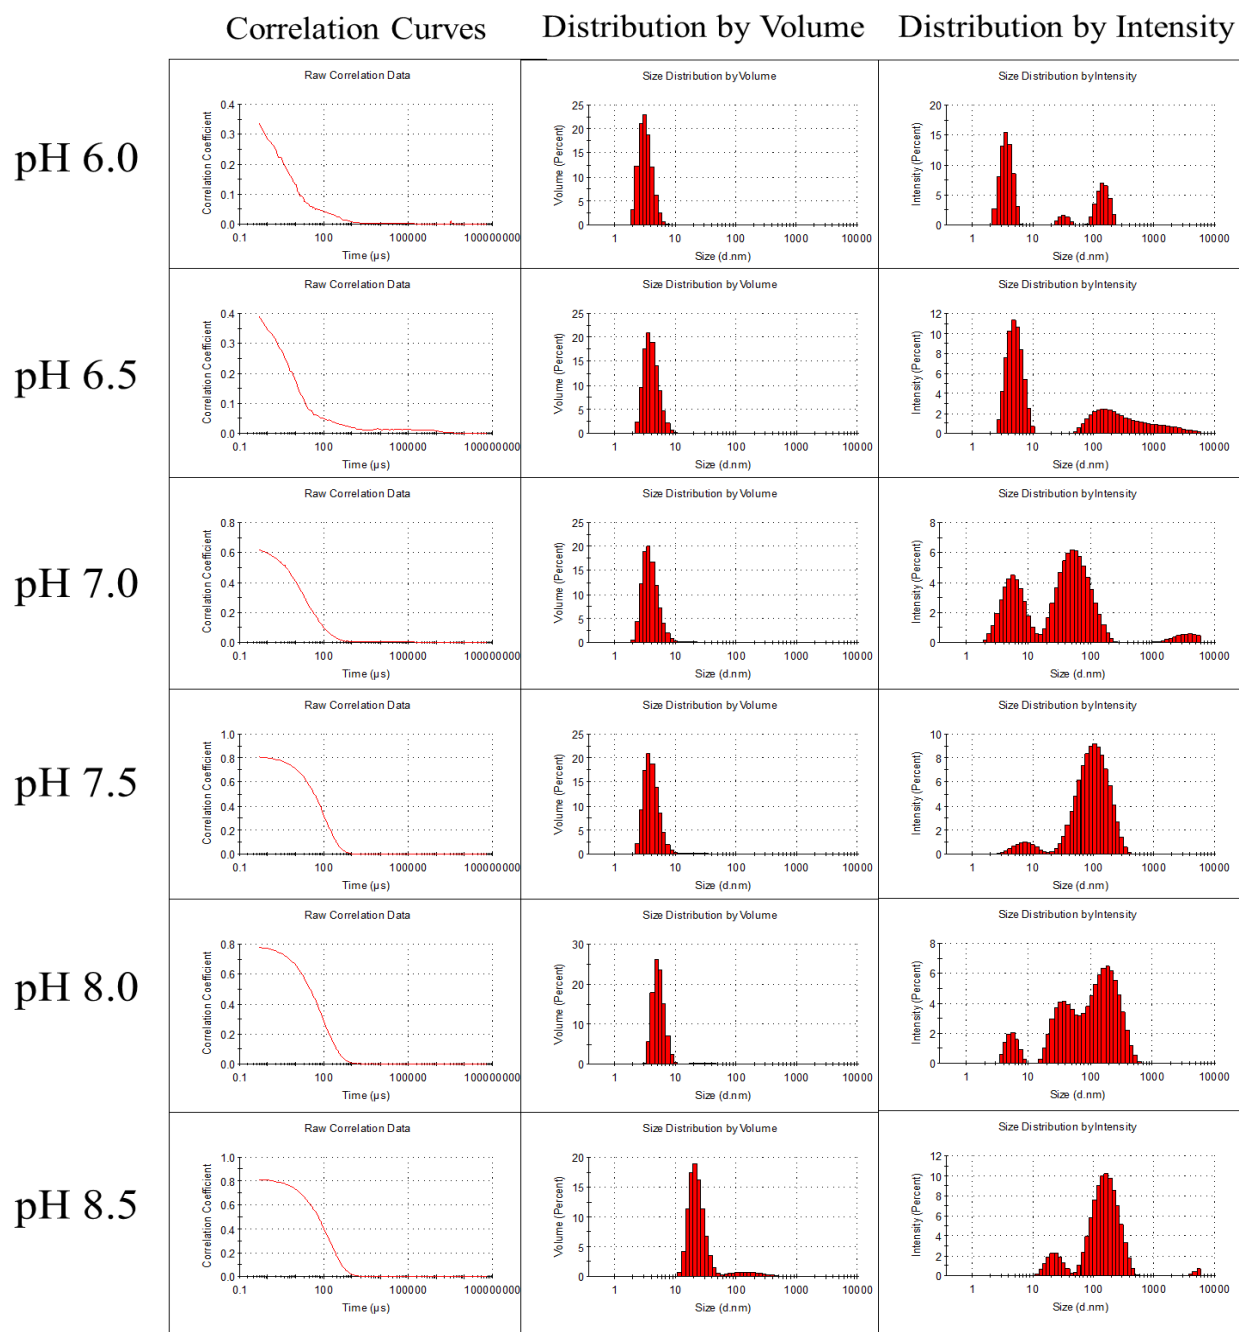 Correlation Curves Distribution by Volume Distribution by Intensity
pH 6.0
Raw Correlation Data
Correlation Coefficient
0.4
0.3
0.2
0.1
0.0
0.1 100 100000 100000000
Time (µs)
Size Distribution by Volume
Volume (Percent)
25
20
15
10
5
0
1 10 100 1000 10000
Size (d.nm)
Size Distribution by Intensity
Intensity (Percent)
20
15
10
5
0
1 10 100 1000 10000
Size (d.nm)
pH 6.5
Raw Correlation Data
Correlation Coefficient
0.4
0.3
0.2
0.1
0.0
0.1 100 100000 100000000
Time (µs)
Size Distribution by Volume
Volume (Percent)
25
20
15
10
5
0
1 10 100 1000 10000
Size (d.nm)
Size Distribution by Intensity
Intensity (Percent)
12
10
8
6
4
2
0
1 10 100 1000 10000
Size (d.nm)
pH 7.0
Raw Correlation Data
Correlation Coefficient
0.8
0.6
0.4
0.2
0.0
0.1 100 100000 100000000
Time (µs)
Size Distribution by Volume
Volume (Percent)
25
20
15
10
5
0
1 10 100 1000 10000
Size (d.nm)
Size Distribution by Intensity
Intensity (Percent)
8
6
4
2
0
1 10 100 1000 10000
Size (d.nm)
pH 7.5
Raw Correlation Data
Correlation Coefficient
1.0
0.8
0.6
0.4
0.2
0.0
0.1 100 100000 100000000
Time (µs)
Size Distribution by Volume
Volume (Percent)
25
20
15
10
5
0
1 10 100 1000 10000
Size (d.nm)
Size Distribution by Intensity
Intensity (Percent)
10
8
6
4
2
0
1 10 100 1000 10000
Size (d.nm)
pH 8.0
Raw Correlation Data
Correlation Coefficient
0.8
0.6
0.4
0.2
0.0
0.1 100 100000 100000000
Time (µs)
Size Distribution by Volume
Volume (Percent)
30
20
10
0
1 10 100 1000 10000
Size (d.nm)
Size Distribution by Intensity
Intensity (Percent)
8
6
4
2
0
1 10 100 1000 10000
Size (d.nm)
pH 8.5
Raw Correlation Data
Correlation Coefficient
1.0
0.8
0.6
0.4
0.2
0.0
0.1 100 100000 100000000
Time (µs)
Size Distribution by Volume
Volume (Percent)
20
15
10
5
0
1 10 100 1000 10000
Size (d.nm)
Size Distribution by Intensity
Intensity (Percent)
12
10
8
6
4
2
0
1 10 100 1000 10000
Size (d.nm)